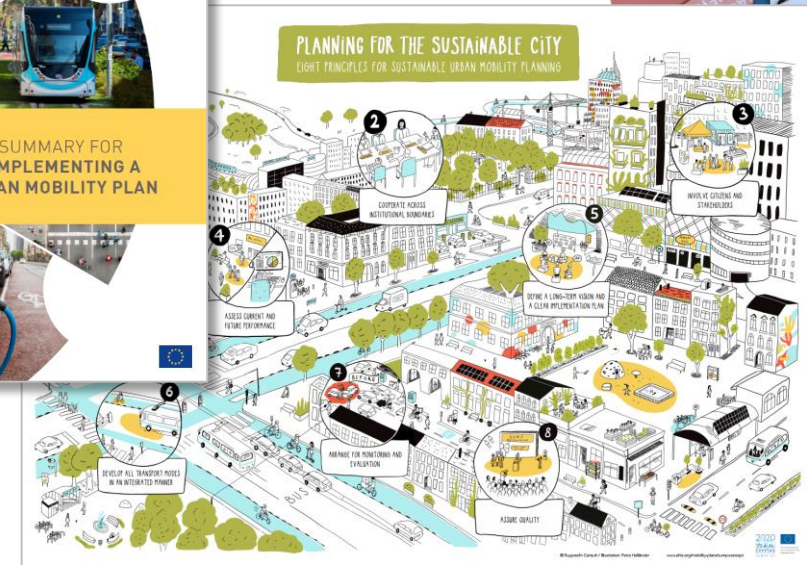 SUMMARY FOR
MPLEMENTING A
AN MOBILITY PLAN
PLANNING FOR THE SUSTAINABLE CITY
EIGHT PRINCIPLES FOR SUSTAINABLE URBAN MOBILITY PLANNING
2
COOPERATE ACROSS
INSTITUTIONAL BOUNDARIES
3
INVOLVE CITIZENS AND
STAKEHOLDERS
4
ASSESS CURRENT AND
FUTURE PERFORMANCE
5
DEFINE A LONG-TERM VISION AND
A CLEAR IMPLEMENTATION PLAN
6
DEVELOP ALL TRANSPORT MODES
IN AN INTEGRATED MANNER
7
BEFORE
ARRANGE FOR MONITORING AND
EVALUATION
8
ASSURE QUALITY
BUS
2020